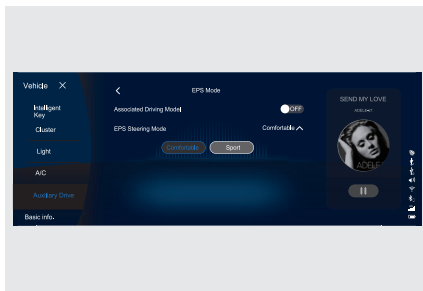 Vehicle
Intelligent
Key
Cluster
Light
A/C
Auxiliary Drive
Basic info.
EPS Mode
Associated Driving Model
OFF
EPS Steering Mode
Comfortable
Comfortable
Sport
SEND MY LOVE
ADELE